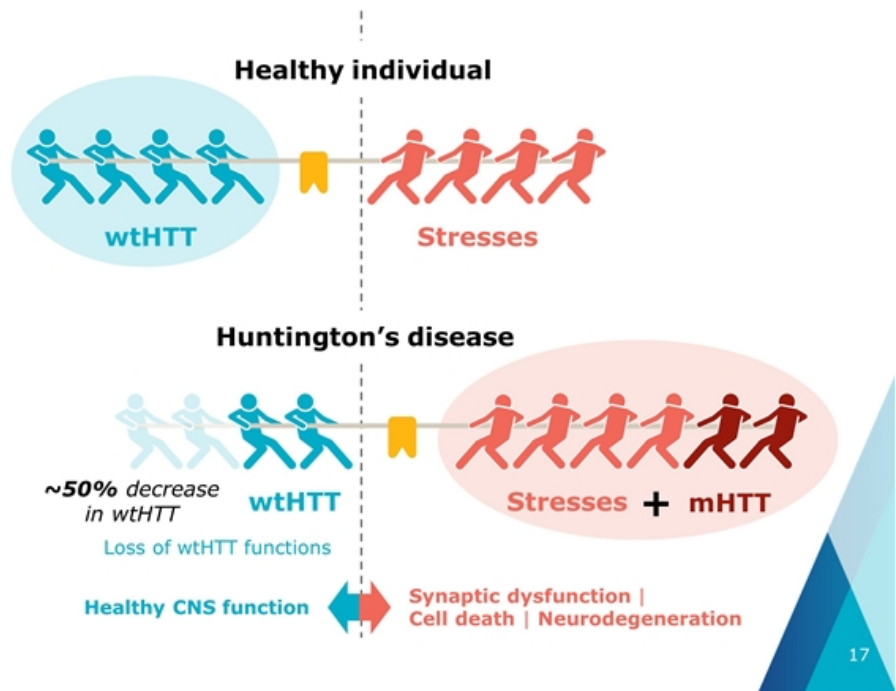 Healthy individual
wtHTT
Stresses
Huntington's disease
~50% decrease
in wtHTT
wtHTT
Stresses + mHTT
Loss of wtHTT functions
Healthy CNS function
Synaptic dysfunction |
Cell death | Neurodegeneration
17